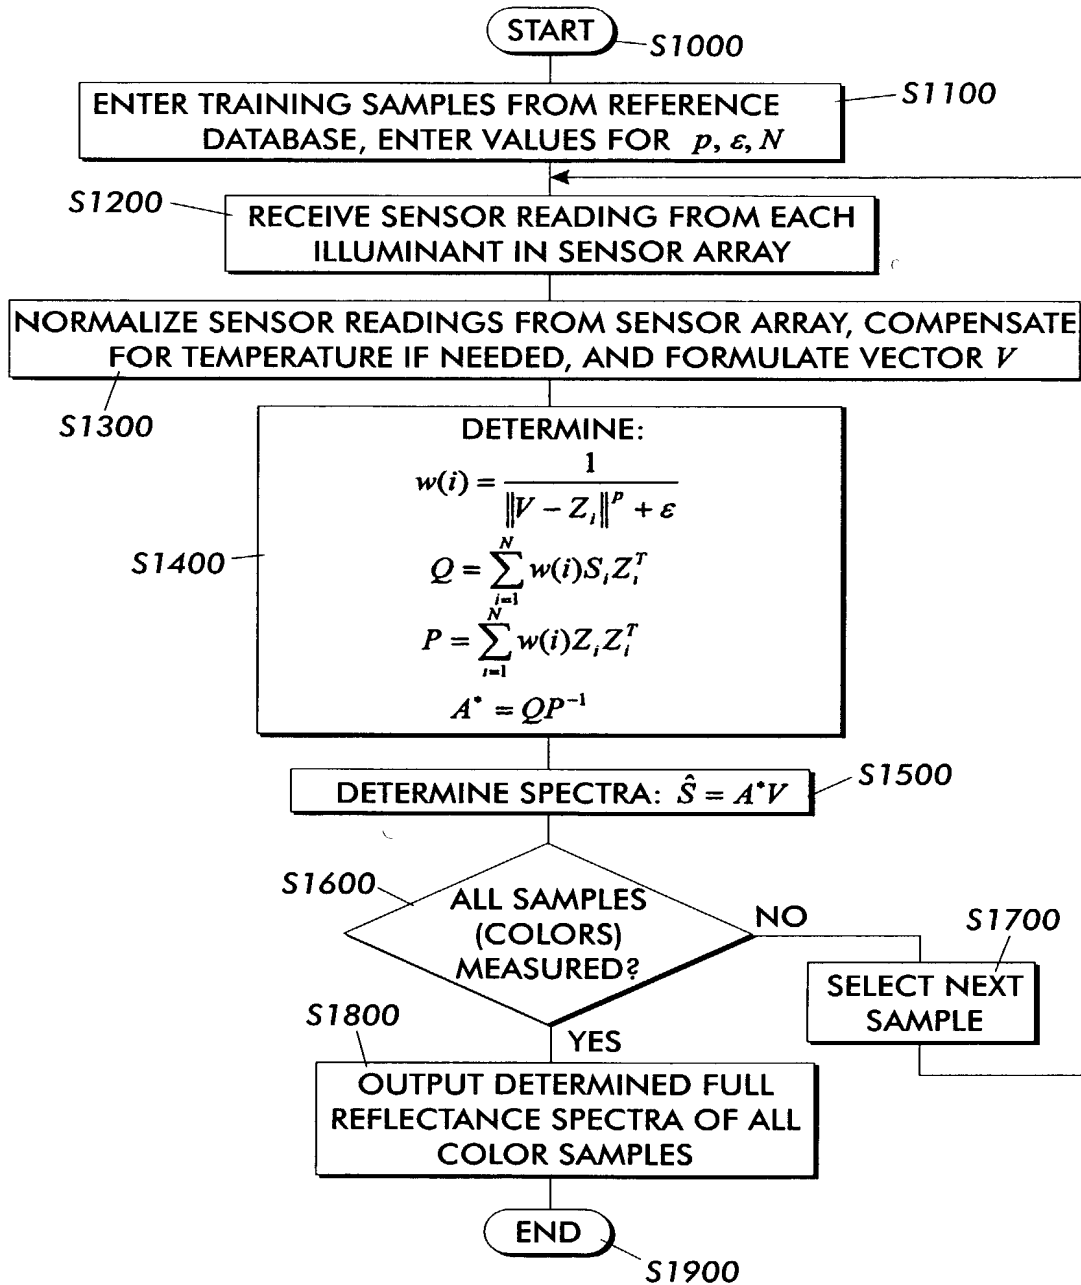 START
S1000
ENTER TRAINING SAMPLES FROM REFERENCE
DATABASE, ENTER VALUES FOR p, ε, N
S1100
S1200
RECEIVE SENSOR READING FROM EACH
ILLUMINANT IN SENSOR ARRAY
NORMALIZE SENSOR READINGS FROM SENSOR ARRAY, COMPENSATE
FOR TEMPERATURE IF NEEDED, AND FORMULATE VECTOR V
S1300
DETERMINE:
w(i) = 1 / (‖V − Z_i‖^p + ε)
Q = ∑_{i=1}^{N} w(i)S_i Z_i^T
P = ∑_{i=1}^{N} w(i)Z_i Z_i^T
A* = QP^{-1}
S1400
DETERMINE SPECTRA: Ŝ = A*V
S1500
S1600
ALL SAMPLES
(COLORS)
MEASURED?
NO
S1700
SELECT NEXT
SAMPLE
YES
S1800
OUTPUT DETERMINED FULL
REFLECTANCE SPECTRA OF ALL
COLOR SAMPLES
END
S1900